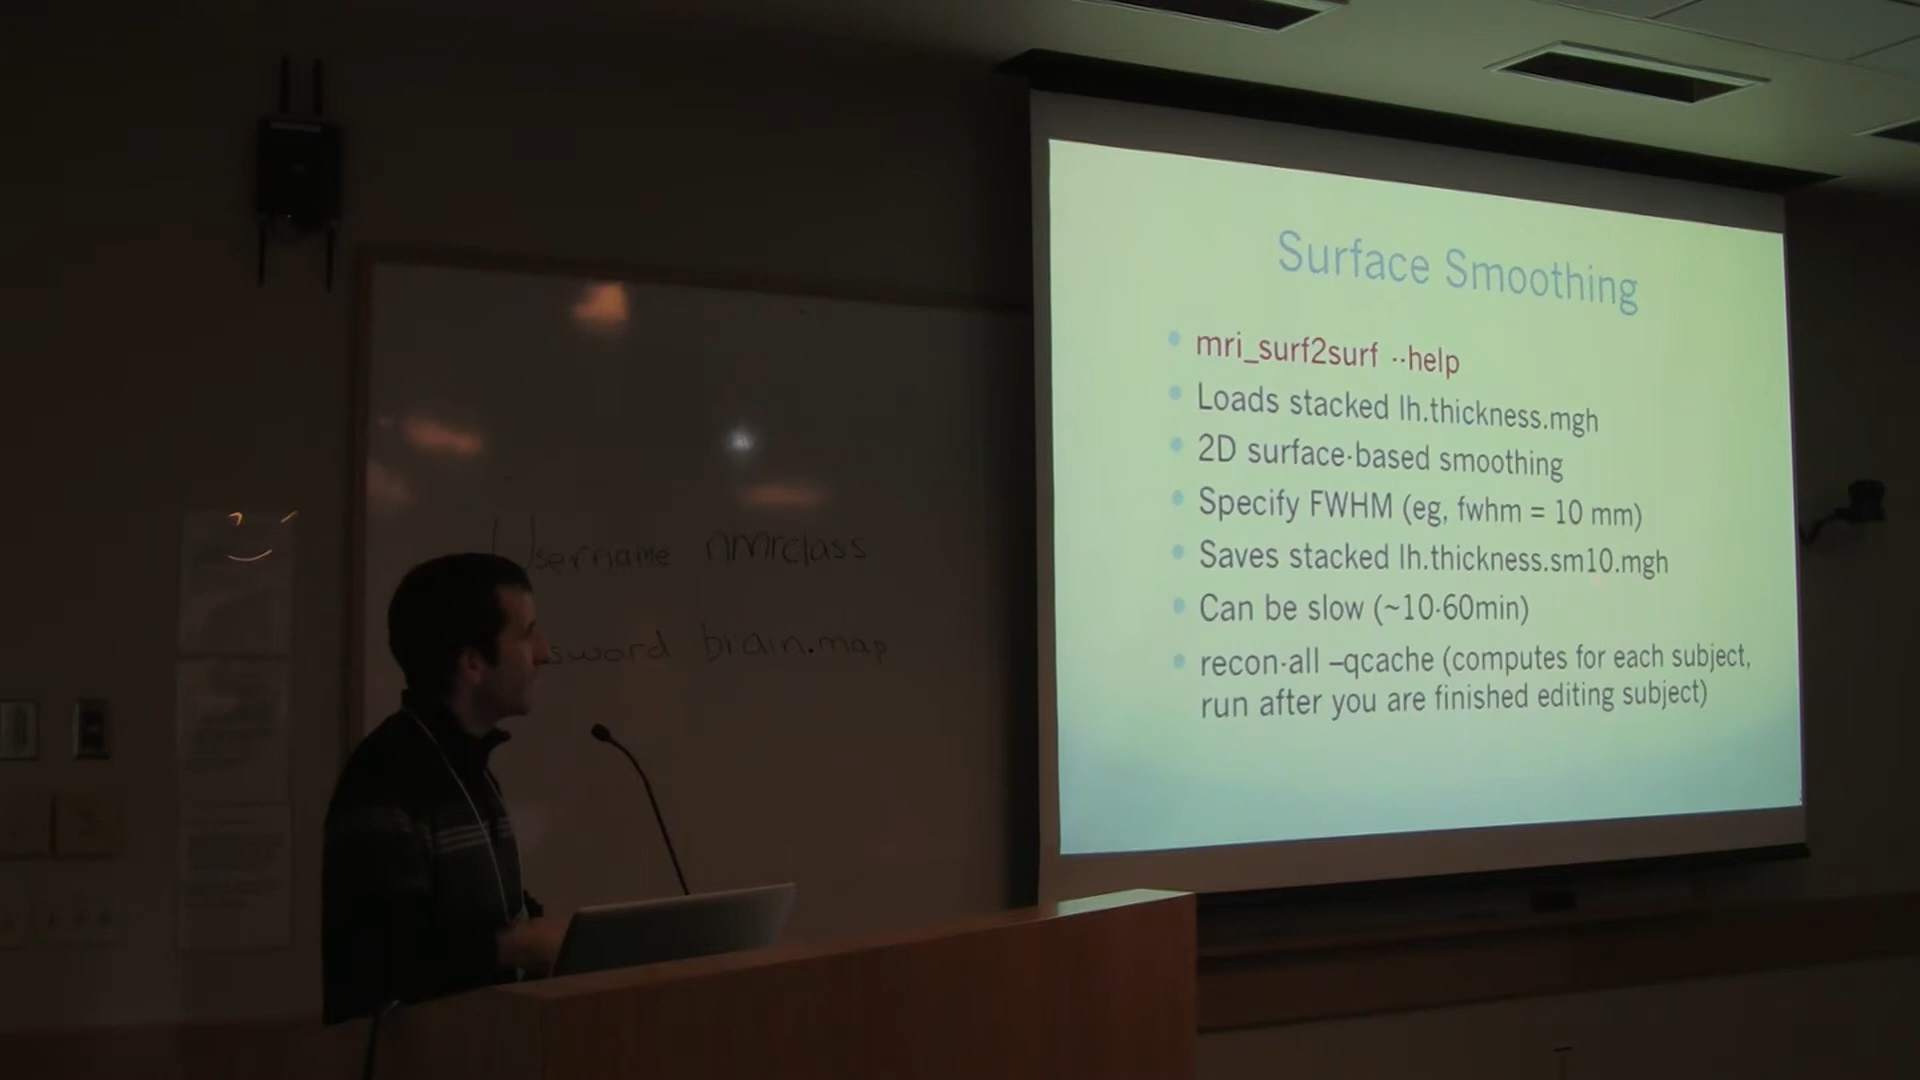 Username nmrclass
sword brain.map
Surface Smoothing
mri_surf2surf --help
Loads stacked lh.thickness.mgh
2D surface-based smoothing
Specify FWHM (eg, fwhm = 10 mm)
Saves stacked lh.thickness.sm10.mgh
Can be slow (~10-60min)
recon-all –qcache (computes for each subject,
run after you are finished editing subject)